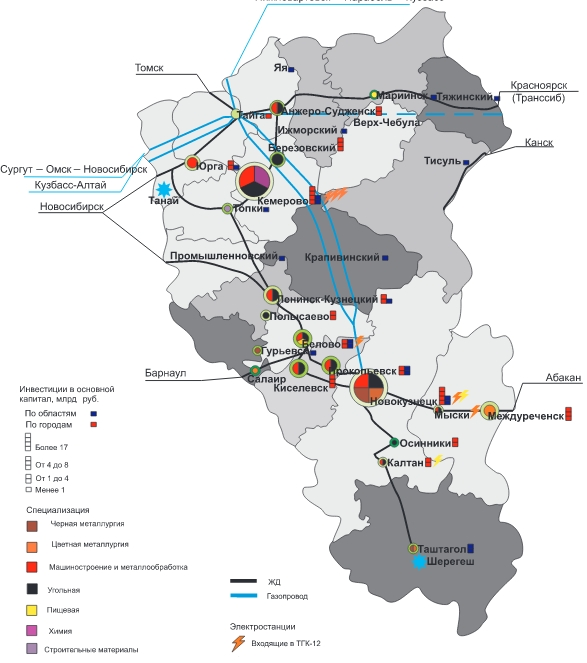 Томск
Яя
Мариинск
Тяжинский
Красноярск
(Транссиб)
Тайга
Анжеро-Судженск
Верх-Чебула
Ижморский
Березовский
Канск
Сургут – Омск – Новосибирск
Кузбасс-Алтай
Юрга
Тисуль
Новосибирск
Танай
Кемерово
Топки
Промышленновский
Крапивинский
Ленинск-Кузнецкий
Полысаево
Белово
Гурьевск
Барнаул
Салаир
Прокопьевск
Киселевск
Абакан
Новокузнецк
Мыски
Междуреченск
Осинники
Калтан
Таштагол
Шерегеш
Инвестиции в основной
капитал, млрд руб.
По областям
По городам
Более 17
От 4 до 8
От 1 до 4
Менее 1
Специализация
Черная металлургия
Цветная металлургия
Машиностроение и металлообработка
Угольная
Пищевая
Химия
Строительные материалы
ЖД
Газопровод
Электростанции
Входящие в ТГК-12